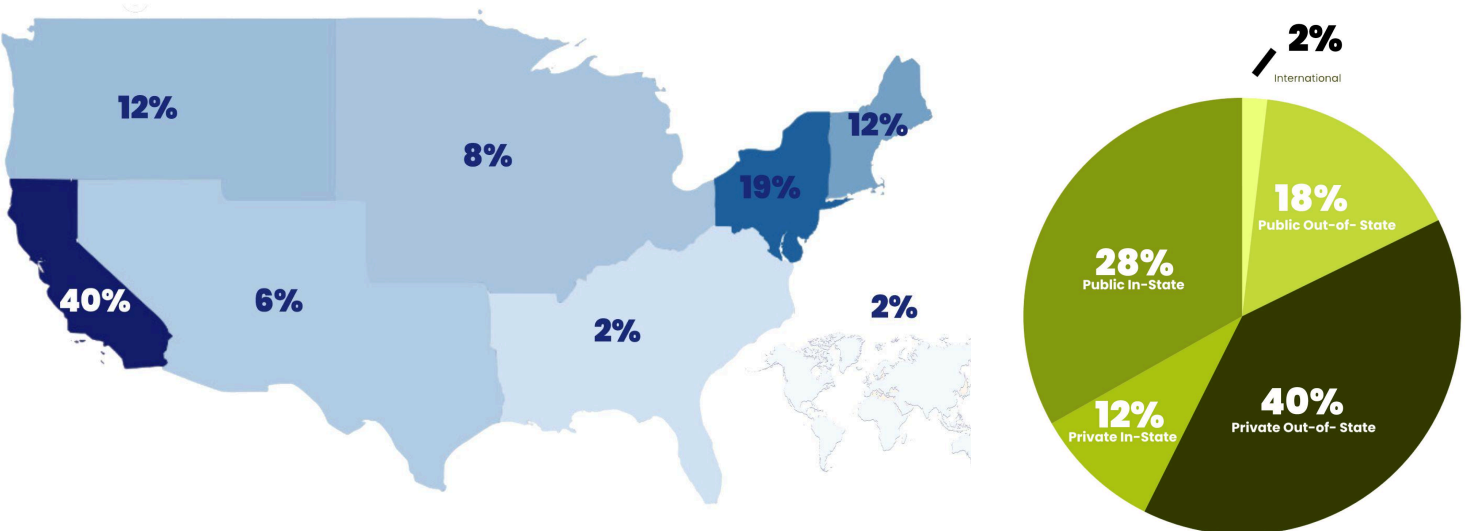 12%
8%
12%
19%
40%
6%
2%
2%
2%
International
18%
Public Out-of- State
28%
Public In-State
12%
Private In-State
40%
Private Out-of- State